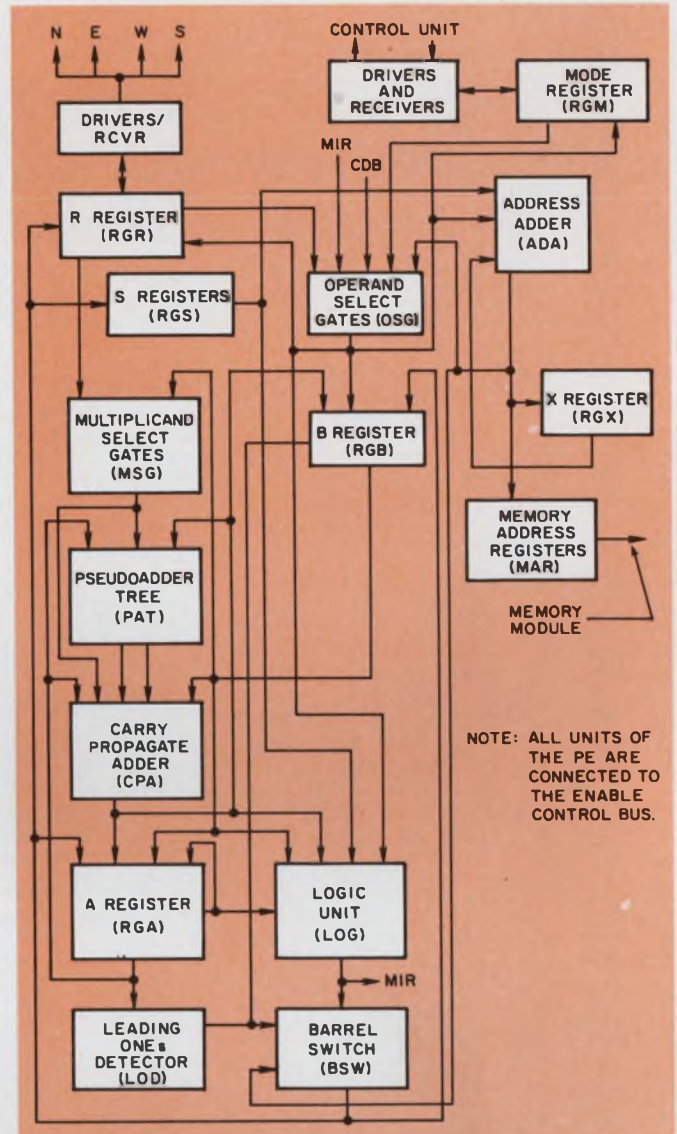 N E W S
CONTROL UNIT
DRIVERS/
RCVR
DRIVERS
AND
RECEIVERS
MODE
REGISTER
(RGM)
MIR
CDB
R REGISTER
(RGR)
ADDRESS
ADDER
(ADA)
S REGISTERS
(RGS)
OPERAND
SELECT
GATES (OSG)
MULTIPLICAND
SELECT
GATES
(MSG)
B REGISTER
(RGB)
X REGISTER
(RGX)
MEMORY
ADDRESS
REGISTERS
(MAR)
PSEUDOADDER
TREE
(PAT)
MEMORY
MODULE
CARRY
PROPAGATE
ADDER
(CPA)
NOTE: ALL UNITS OF
THE PE ARE
CONNECTED TO
THE ENABLE
CONTROL BUS.
A REGISTER
(RGA)
LOGIC
UNIT
(LOG)
MIR
LEADING
ONEs
DETECTOR
(LOD)
BARREL
SWITCH
(BSW)